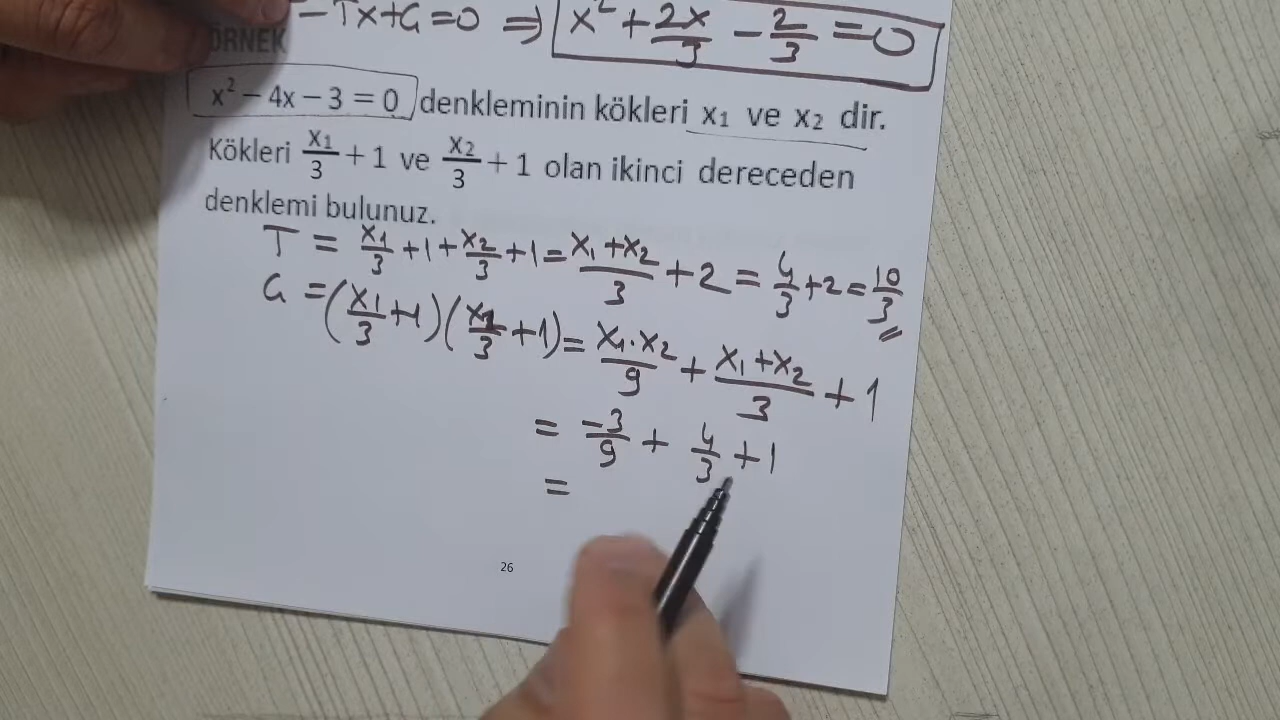 - Tx+G=0 ⇒ x² + 2x/3 - 2/3 = 0
ÖRNEK
x² – 4x – 3 = 0 denkleminin kökleri x₁ ve x₂ dir.
Kökleri x₁/3 + 1 ve x₂/3 + 1 olan ikinci dereceden
denklemi bulunuz.
T = x₁/3 + 1 + x₂/3 + 1 = (x₁+x₂)/3 + 2 = 4/3 + 2 = 10/3
G = (x₁/3 + 1)(x₂/3 + 1) = x₁·x₂/9 + (x₁+x₂)/3 + 1
= -3/9 + 4/3 + 1
=
26